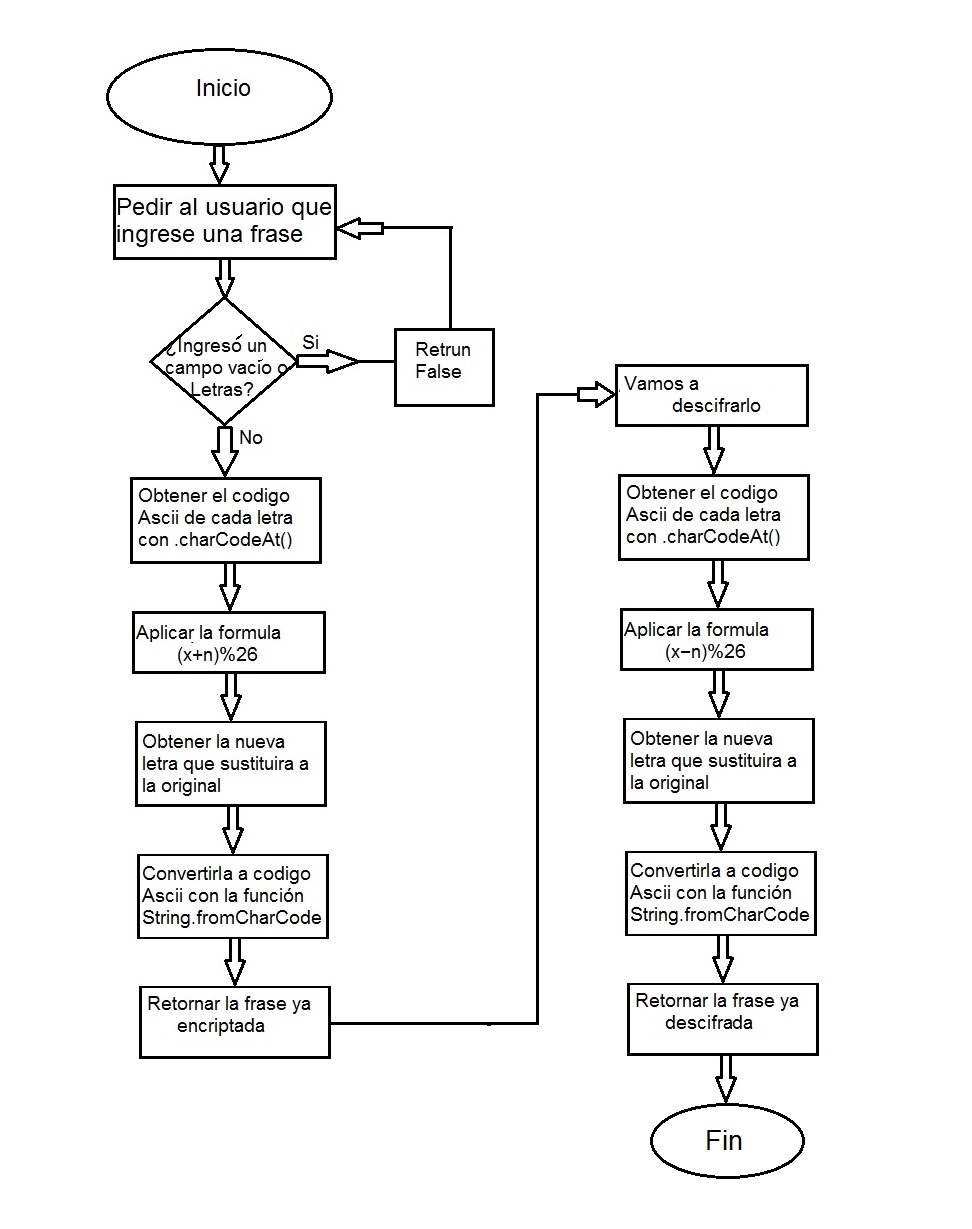 Inicio
Pedir al usuario que
ingrese una frase
¿Ingresó un
campo vacío o
Letras?
Si
Retrun
False
No
Obtener el codigo
Ascii de cada letra
con .charCodeAt()
Aplicar la formula
(x+n)%26
Obtener la nueva
letra que sustituira a
la original
Convertirla a codigo
Ascii con la función
String.fromCharCode
Retornar la frase ya
encriptada
Vamos a
descifrarlo
Obtener el codigo
Ascii de cada letra
con .charCodeAt()
Aplicar la formula
(x−n)%26
Obtener la nueva
letra que sustituira a
la original
Convertirla a codigo
Ascii con la función
String.fromCharCode
Retornar la frase ya
descifrada
Fin